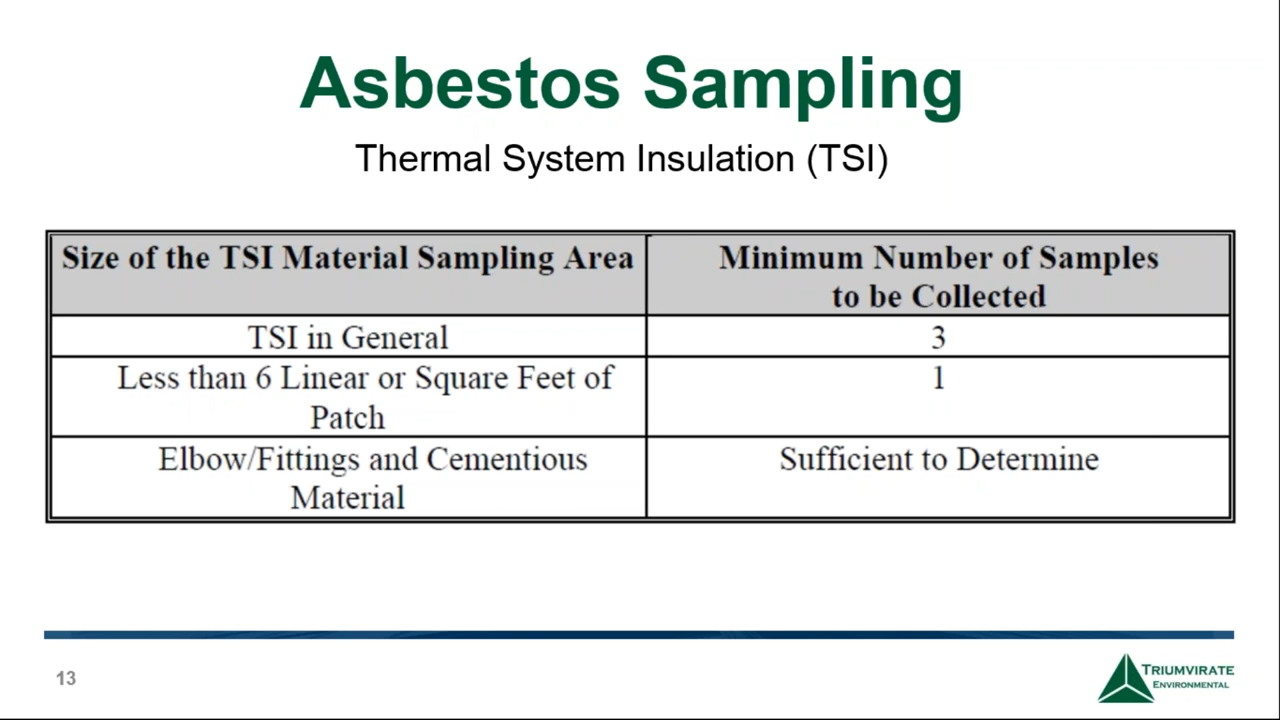 Asbestos Sampling
Thermal System Insulation (TSI)
Size of the TSI Material Sampling Area
Minimum Number of Samples
to be Collected
TSI in General
3
Less than 6 Linear or Square Feet of
Patch
1
Elbow/Fittings and Cementious
Material
Sufficient to Determine
13
TRIUMVIRATE
ENVIRONMENTAL